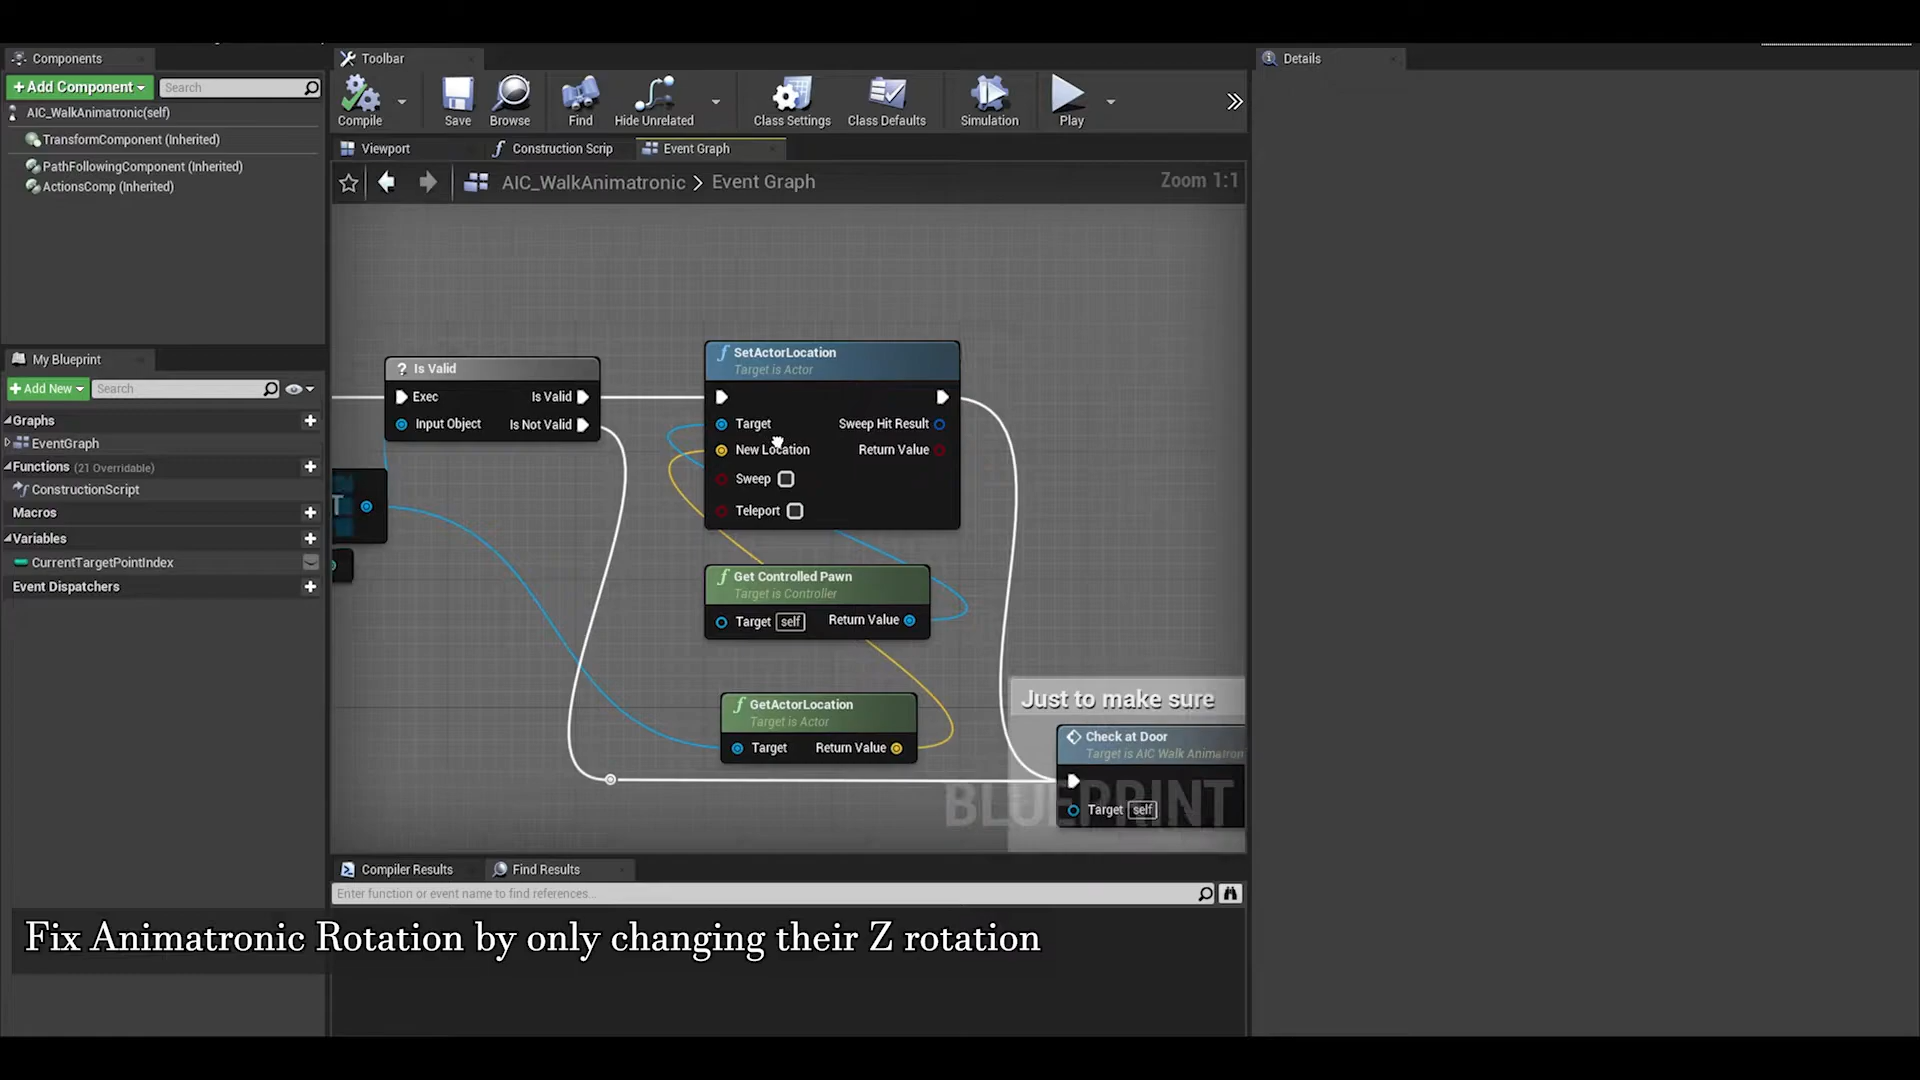 Components
Toolbar
Details
+Add Component
Search
AIC_WalkAnimatronic(self)
TransformComponent (Inherited)
PathFollowingComponent (Inherited)
ActionsComp (Inherited)
Compile
Save
Browse
Find
Hide Unrelated
Class Settings
Class Defaults
Simulation
Play
Viewport
Construction Scrip
Event Graph
AIC_WalkAnimatronic > Event Graph
Zoom 1:1
My Blueprint
+Add New
Search
Graphs
EventGraph
Functions (21 Overridable)
ConstructionScript
Macros
Variables
CurrentTargetPointIndex
Event Dispatchers
? Is Valid
Exec
Is Valid
Input Object
Is Not Valid
T
f SetActorLocation
Target is Actor
Target
Sweep Hit Result
New Location
Return Value
Sweep
Teleport
f Get Controlled Pawn
Target is Controller
Target self
Return Value
f GetActorLocation
Target is Actor
Target
Return Value
Just to make sure
Check at Door
Target is AIC Walk Animatron
Target self
BLUEPRINT
Compiler Results
Find Results
Enter function or event name to find references...
Fix Animatronic Rotation by only changing their Z rotation